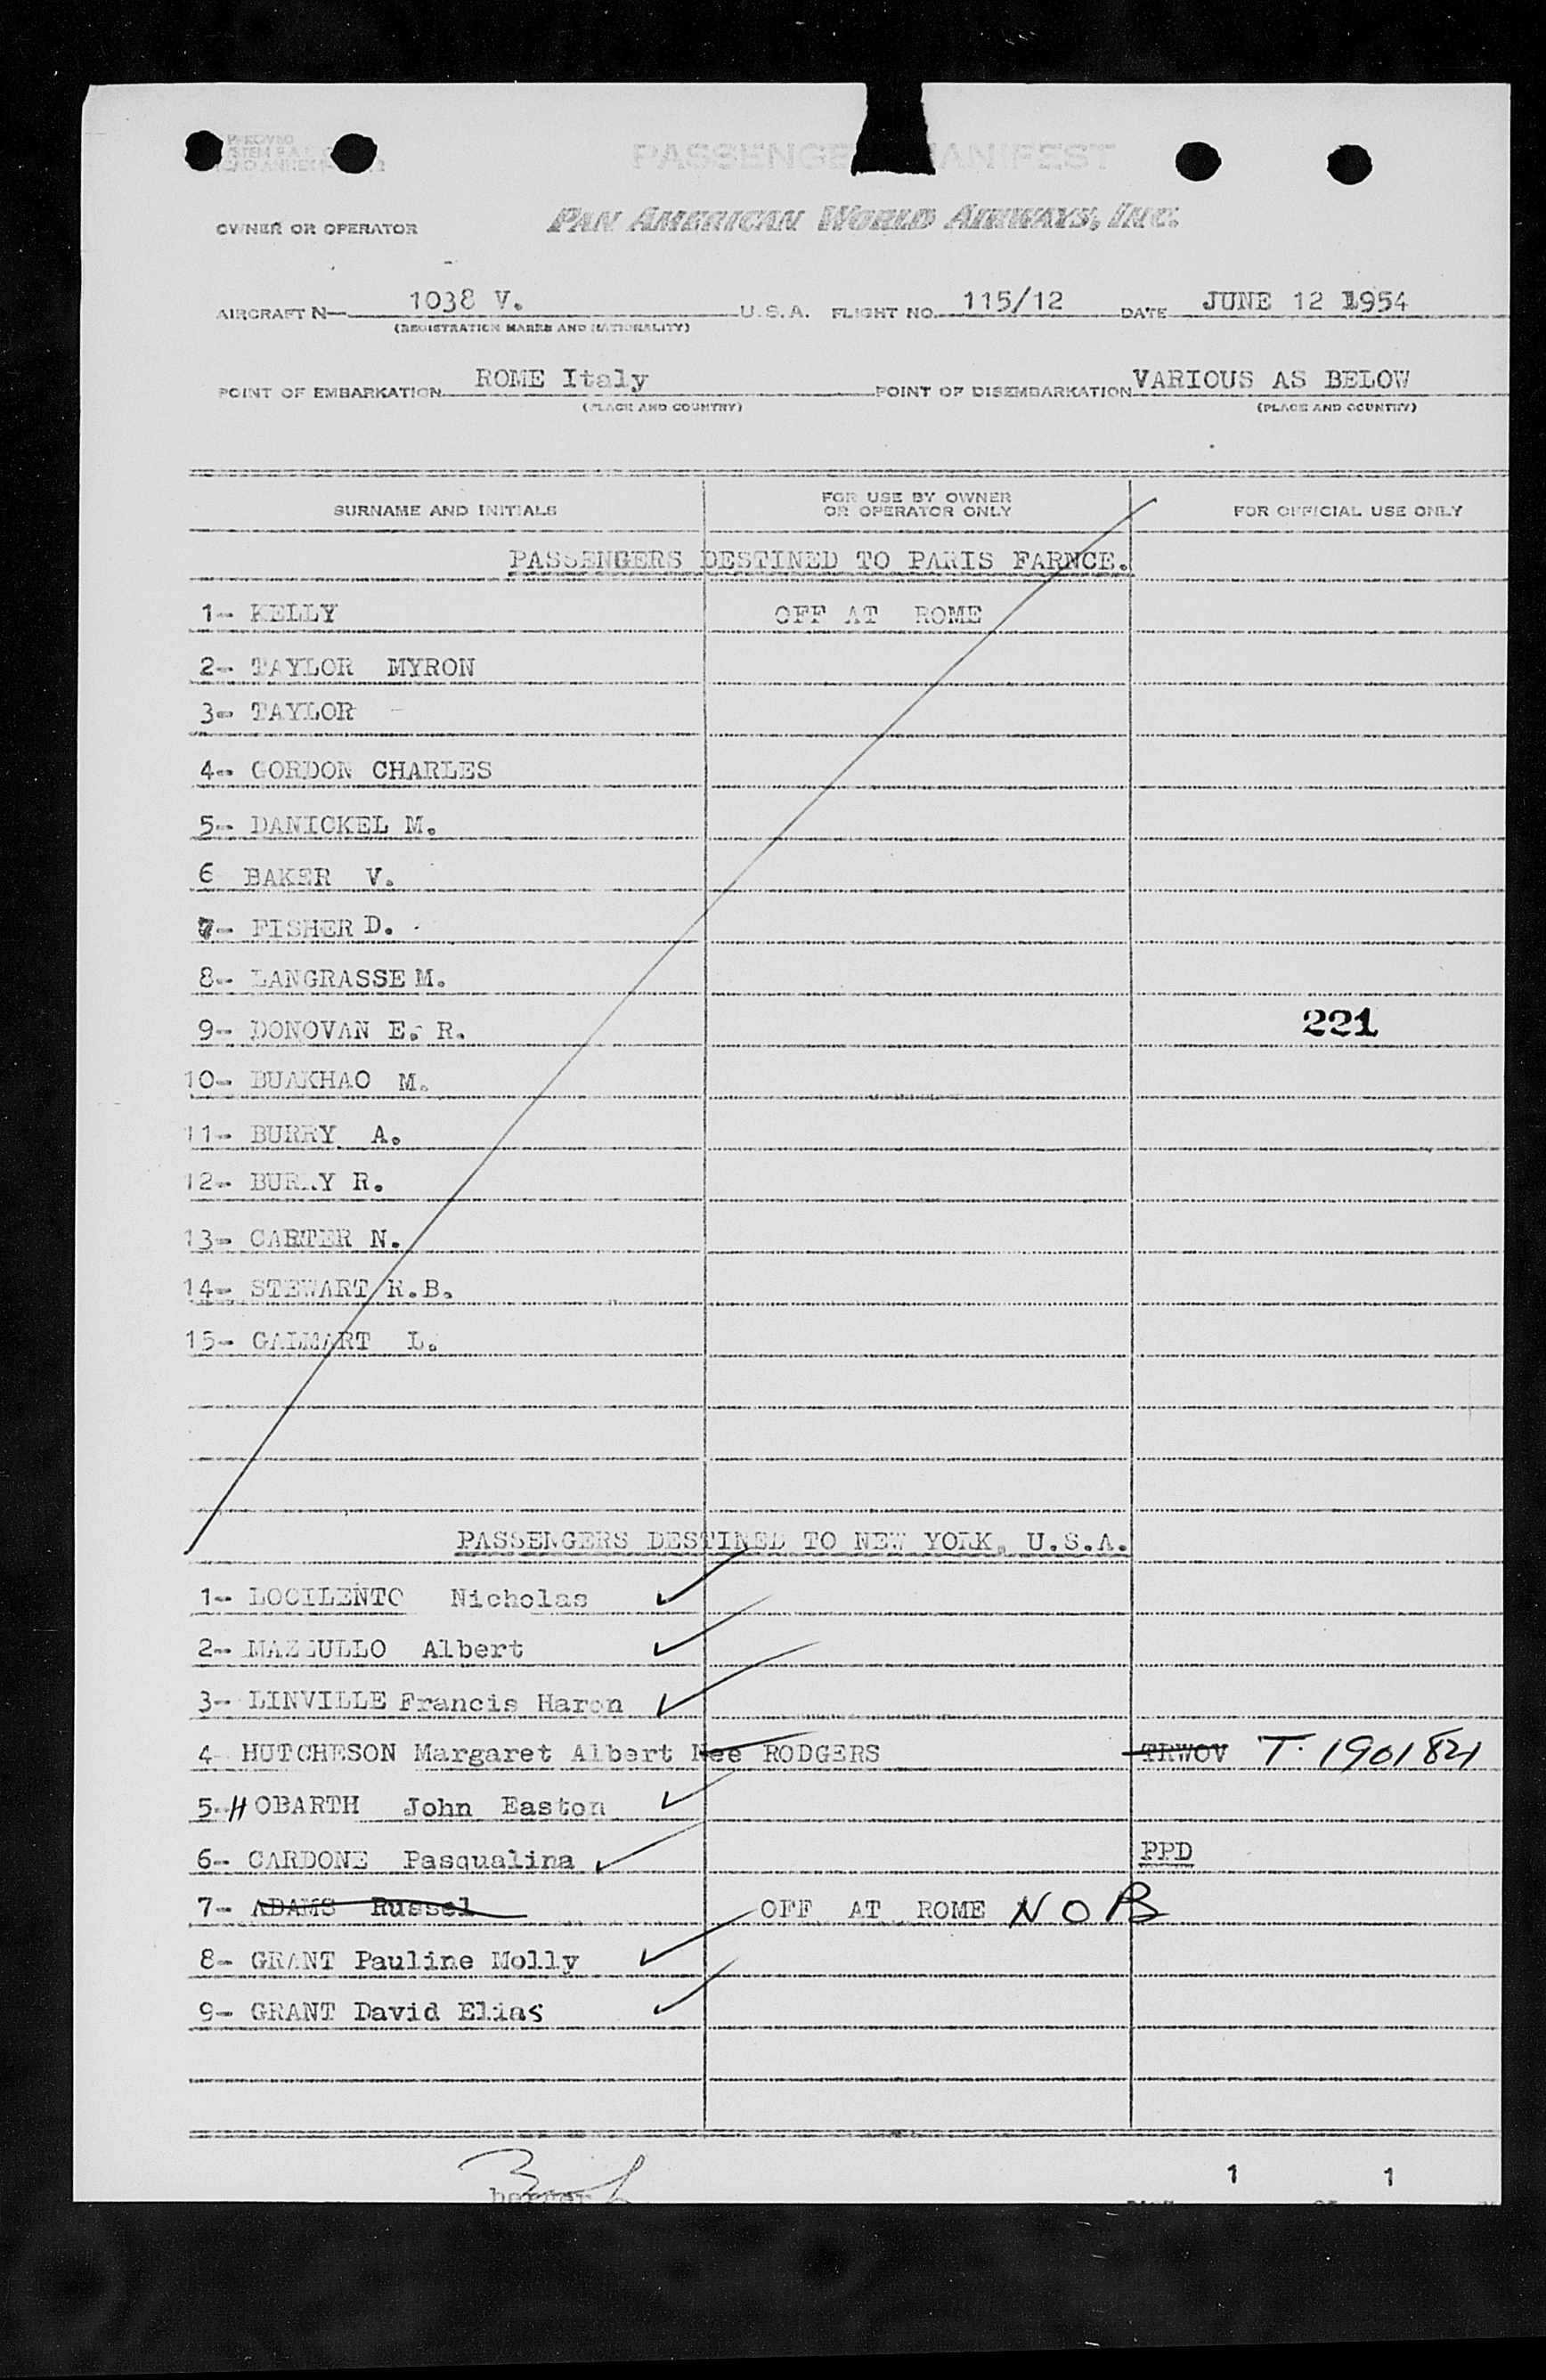 PASSENGER MANIFEST
OWNER OR OPERATOR PAN AMERICAN WORLD AIRWAYS, INC.
AIRCRAFT N— 1038 V. U.S.A. FLIGHT NO. 115/12 DATE JUNE 12 1954
(REGISTRATION MARKS AND NATIONALITY)
POINT OF EMBARKATION ROME Italy POINT OF DISEMBARKATION VARIOUS AS BELOW
(PLACE AND COUNTRY) (PLACE AND COUNTRY)
SURNAME AND INITIALS FOR USE BY OWNER OR OPERATOR ONLY FOR OFFICIAL USE ONLY
PASSENGERS DESTINED TO PARIS FARNCE.
1- KELLY OFF AT ROME
2- TAYLOR MYRON
3- TAYLOR -
4- GORDON CHARLES
5- DANICKEL M.
6 BAKER V.
7- FISHER D.
8- LANGRASSE M.
9- DONOVAN E. R. 221
10- BUAKHAO M.
11- BURRY A.
12- BURRY R.
13- CARTER N.
14- STEWART R.B.
15- GALMART L.
PASSENGERS DESTINED TO NEW YORK, U.S.A.
1- LOCILENTO Nicholas ✓
2- MAZZULLO Albert ✓
3- LINVILLE Francis Haron ✓
4- HUTCHESON Margaret Albert Nee RODGERS TRWOV T. 1901821
5- HOBARTH John Easton ✓
6- CARDONE Pasqualina ✓ PPD
7- ADAMS Russel OFF AT ROME NOB
8- GRANT Pauline Molly ✓
9- GRANT David Elias ✓
1 1